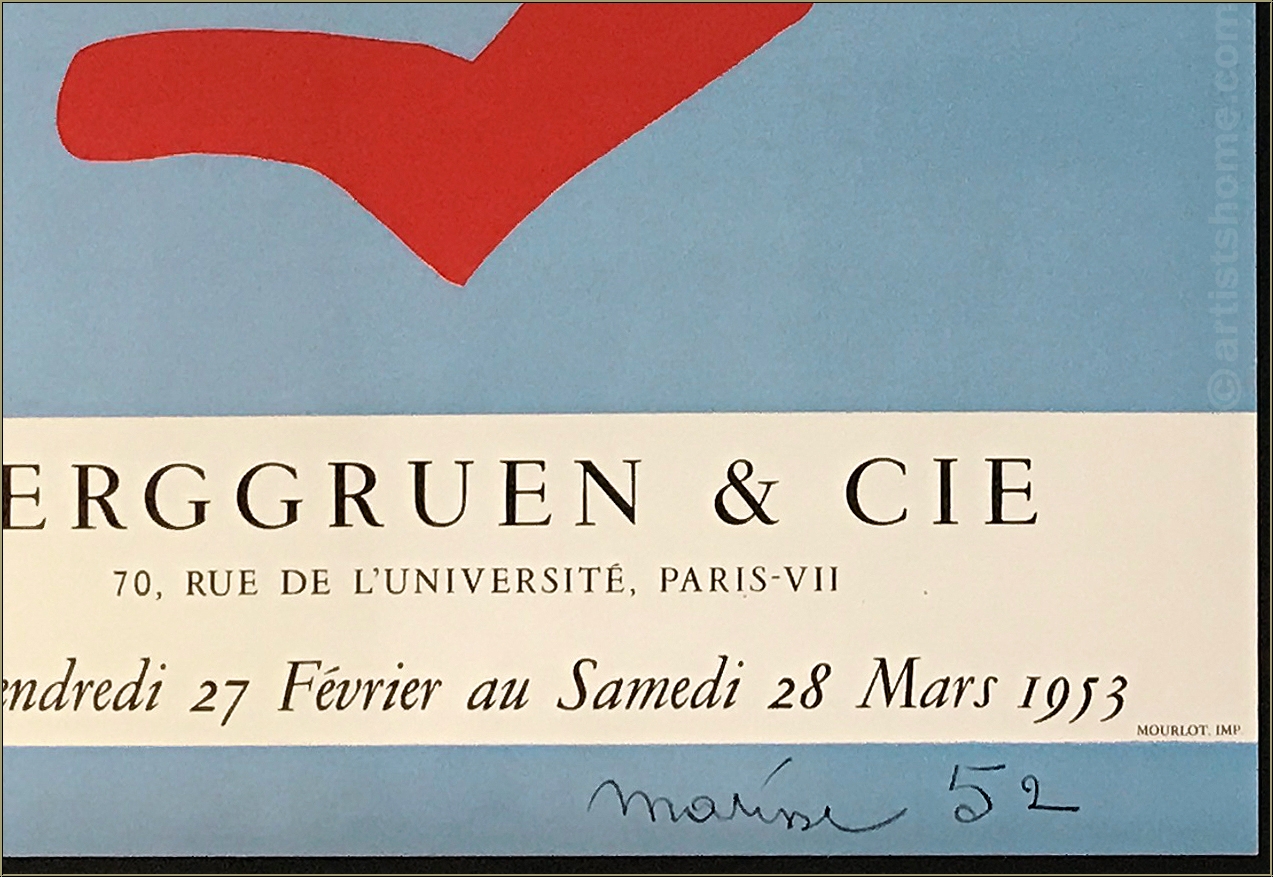 ERGGRUEN & CIE
70, RUE DE L'UNIVERSITÉ, PARIS-VII
endredi 27 Février au Samedi 28 Mars 1953
MOURLOT. IMP
Matisse 52
©artistshome.com